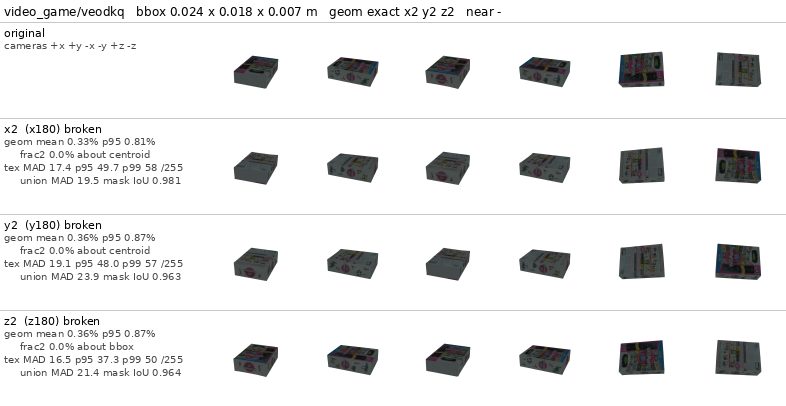 video_game/veodkq bbox 0.024 x 0.018 x 0.007 m geom exact x2 y2 z2 near -
original
cameras +x +y -x -y +z -z
x2 (x180) broken
geom mean 0.33% p95 0.81%
frac2 0.0% about centroid
tex MAD 17.4 p95 49.7 p99 58 /255
union MAD 19.5 mask IoU 0.981
y2 (y180) broken
geom mean 0.36% p95 0.87%
frac2 0.0% about centroid
tex MAD 19.1 p95 48.0 p99 57 /255
union MAD 23.9 mask IoU 0.963
z2 (z180) broken
geom mean 0.36% p95 0.87%
frac2 0.0% about bbox
tex MAD 16.5 p95 37.3 p99 50 /255
union MAD 21.4 mask IoU 0.964